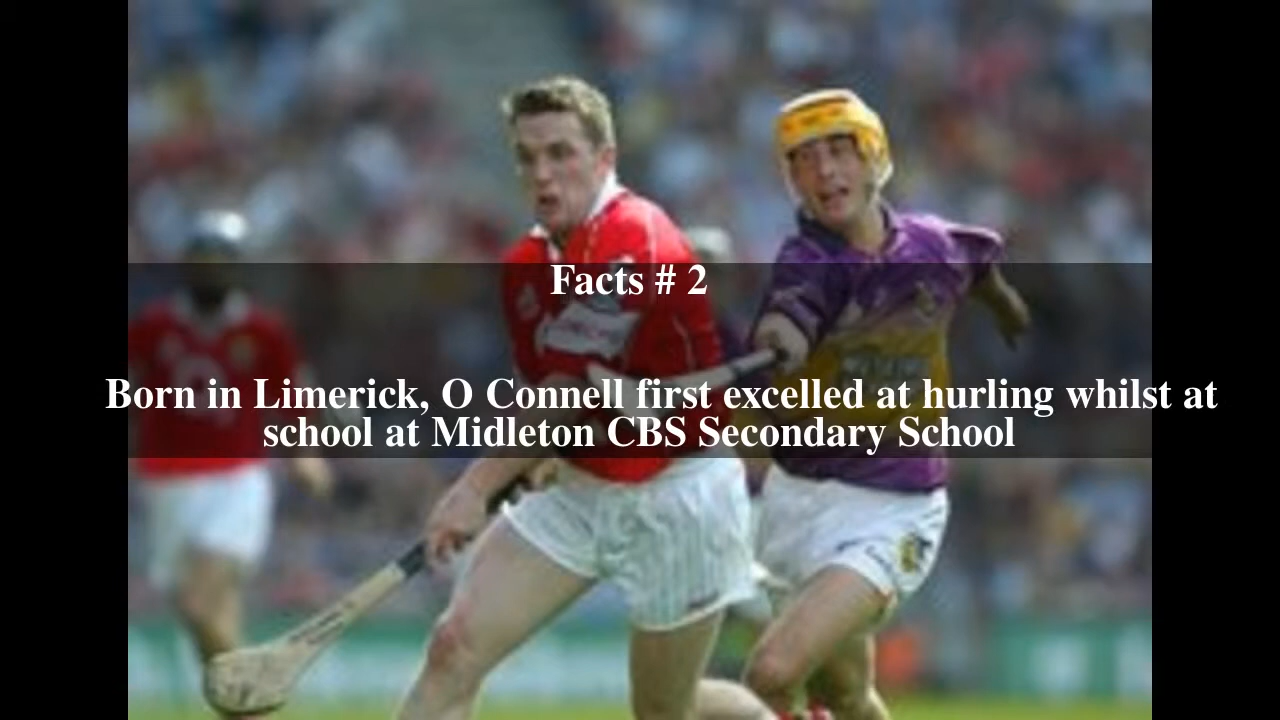 Facts # 2
Born in Limerick, O Connell first excelled at hurling whilst at
school at Midleton CBS Secondary School